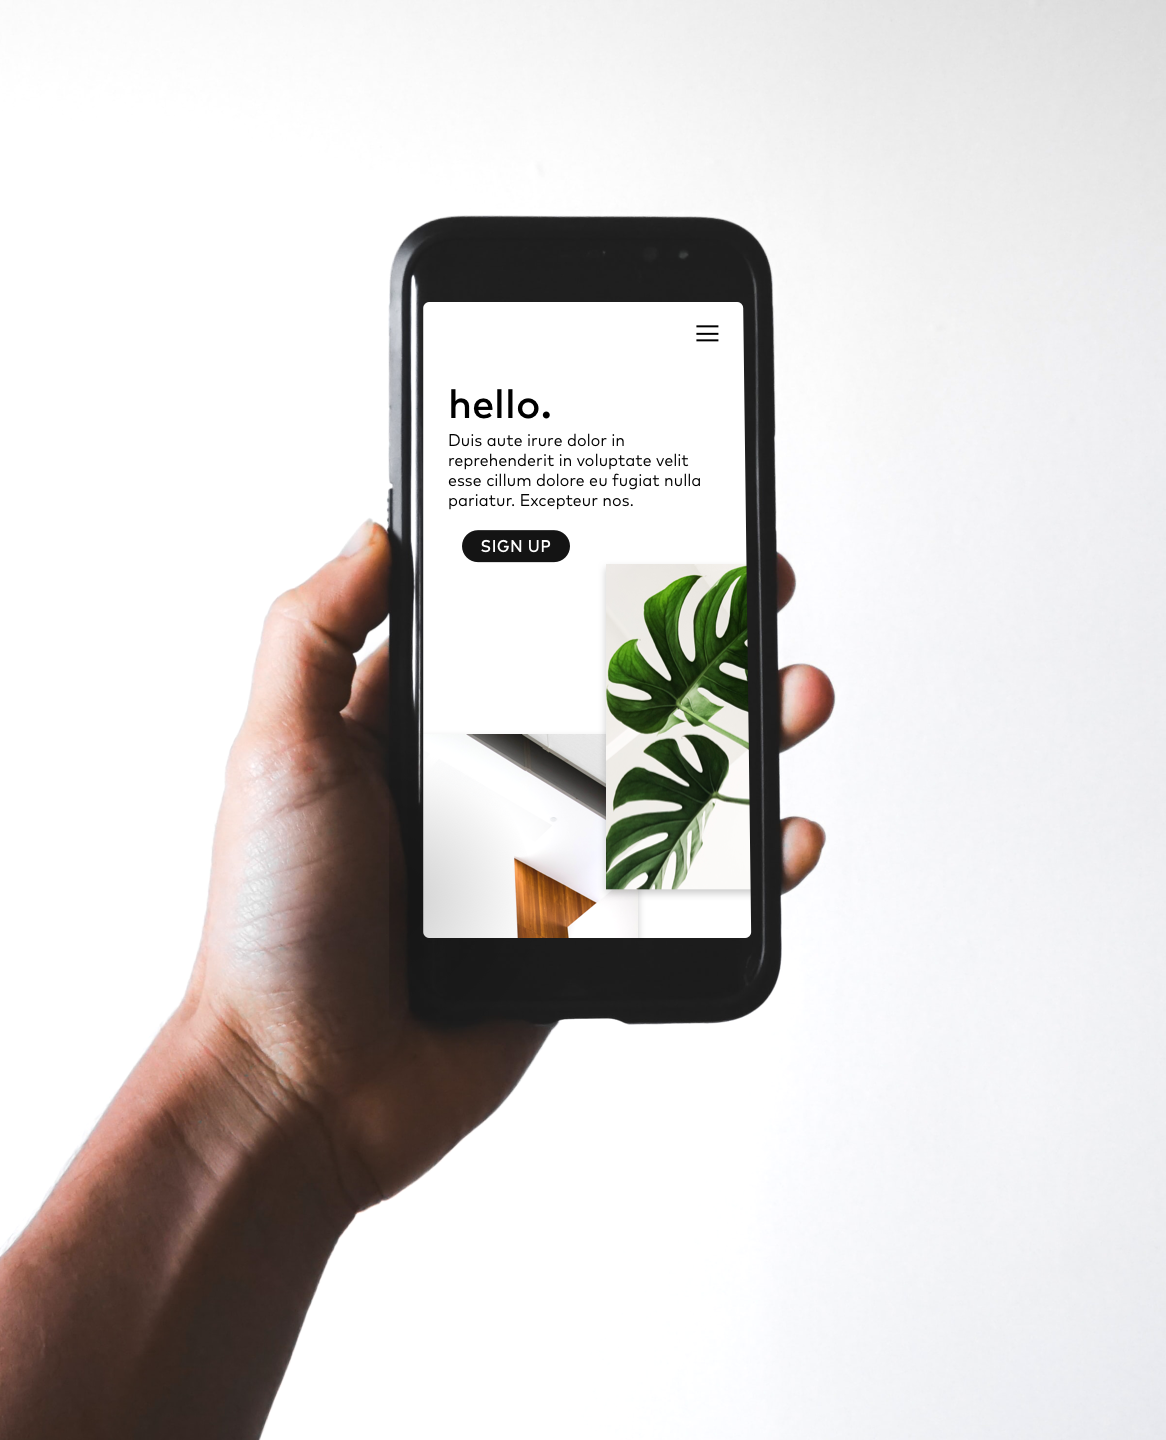 hello.
Duis aute irure dolor in
reprehenderit in voluptate velit
esse cillum dolore eu fugiat nulla
pariatur. Excepteur nos.
SIGN UP